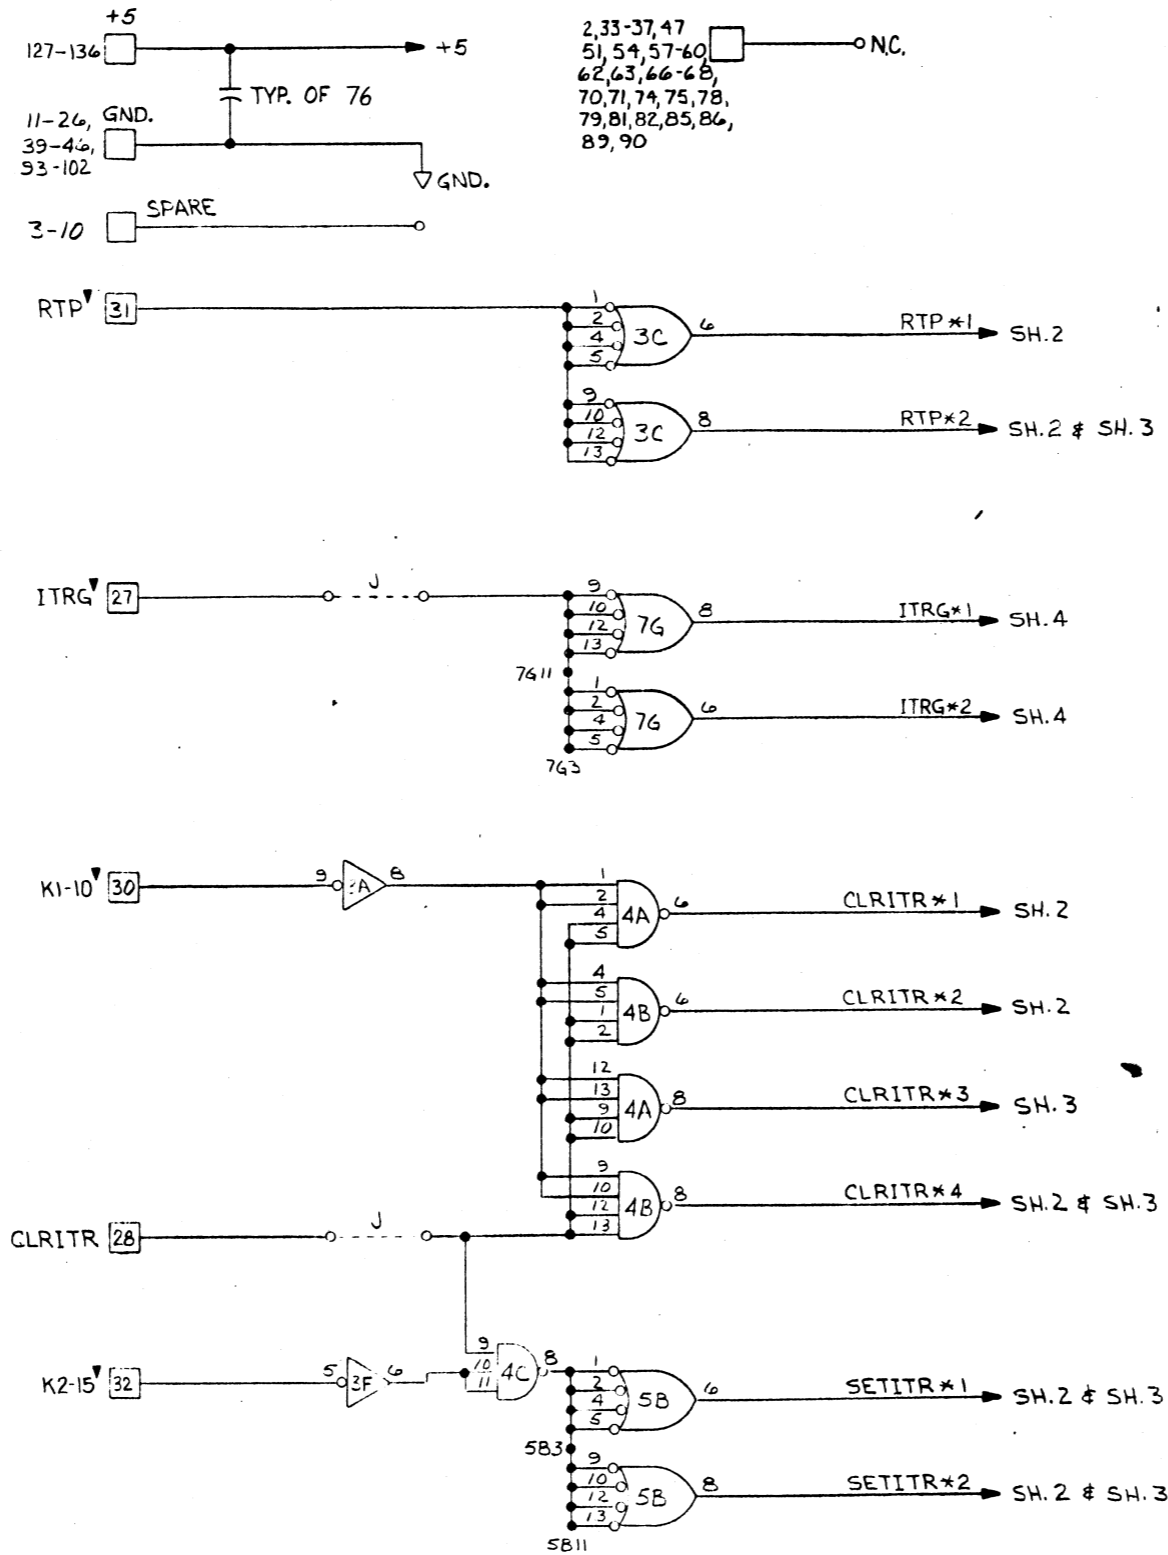 +5
127-136
+5
TYP. OF 76
11-26, GND.
39-46,
93-102
GND.
3-10 SPARE
2,33-37,47
51,54,57-60,
62,63,66-68,
70,71,74,75,78,
79,81,82,85,86,
89,90
N.C.
RTP▼ 31
1
2
4
5
3C
6
RTP*1
SH.2
9
10
12
13
3C
8
RTP*2
SH.2 & SH.3
ITRG▼ 27
J
9
10
12
13
7G
8
ITRG*1
SH.4
7G11
1
2
4
5
7G
6
ITRG*2
SH.4
7G3
K1-10▼ 30
9
8
1
2
4
5
4A
6
CLRITR*1
SH.2
4
5
1
2
4B
6
CLRITR*2
SH.2
12
13
9
10
4A
8
CLRITR*3
SH.3
9
10
12
13
4B
8
CLRITR*4
SH.2 & SH.3
CLRITR 28
J
K2-15▼ 32
5
3F
6
9
10
11
4C
8
1
2
4
5
5B
6
SETITR*1
SH.2 & SH.3
5B3
9
10
12
13
5B
8
SETITR*2
SH.2 & SH.3
5B11